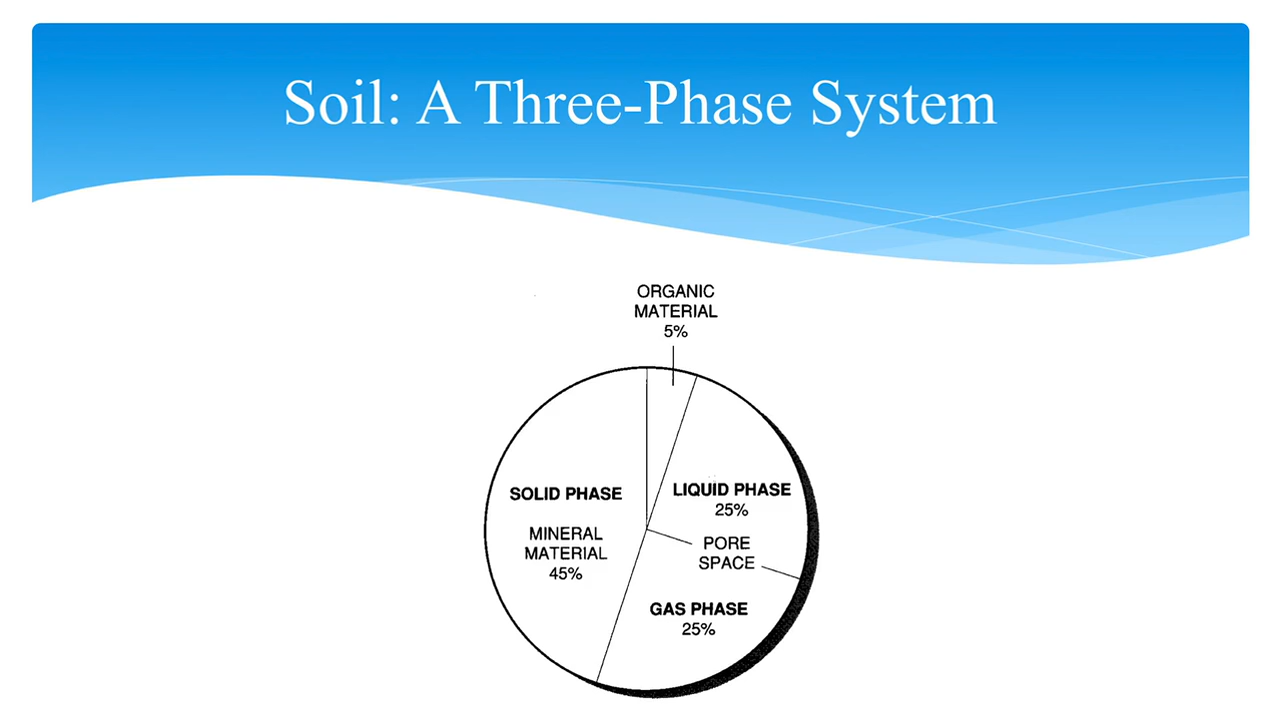 Soil: A Three-Phase System
ORGANIC
MATERIAL
5%
SOLID PHASE
MINERAL
MATERIAL
45%
LIQUID PHASE
25%
PORE
SPACE
GAS PHASE
25%